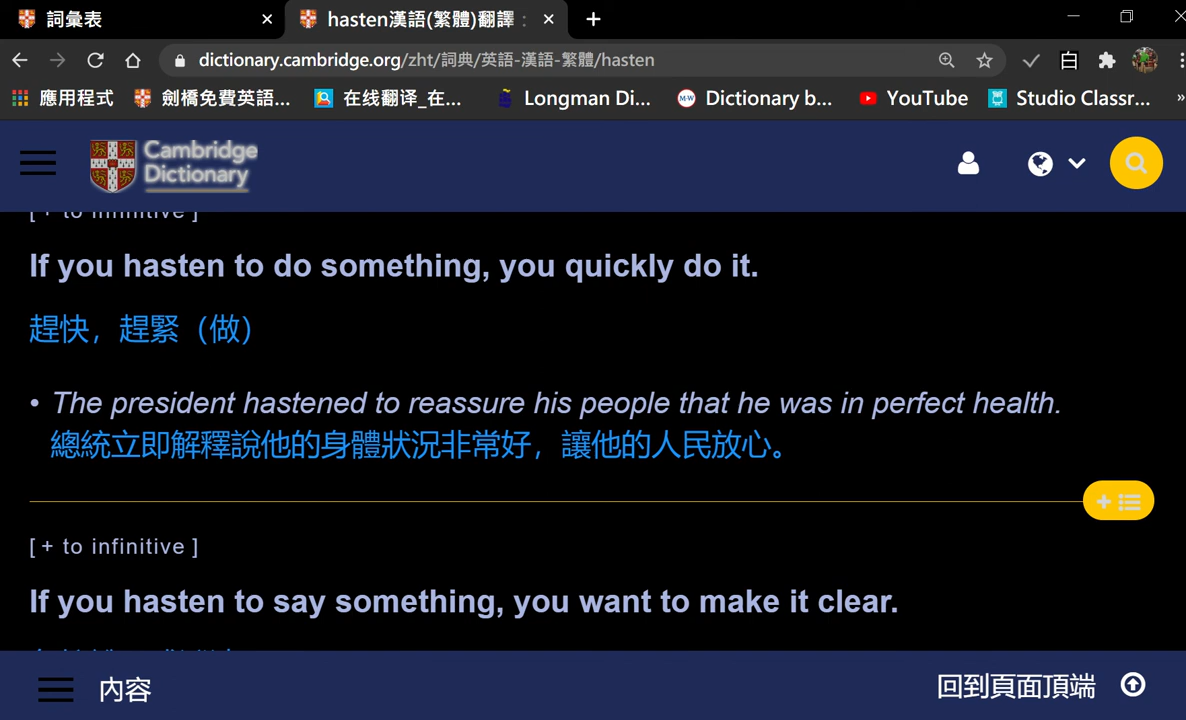 詞彙表 × hasten漢語(繁體)翻譯： × +
dictionary.cambridge.org/zht/詞典/英語-漢語-繁體/hasten 白
應用程式 劍橋免費英語... 在线翻译_在... Longman Di... M-W Dictionary b... YouTube Studio Classr... »
Cambridge
Dictionary
[ + to infinitive ]
If you hasten to do something, you quickly do it.
趕快，趕緊（做）
• The president hastened to reassure his people that he was in perfect health.
總統立即解釋說他的身體狀況非常好，讓他的人民放心。
[ + to infinitive ]
If you hasten to say something, you want to make it clear.
內容 回到頁面頂端